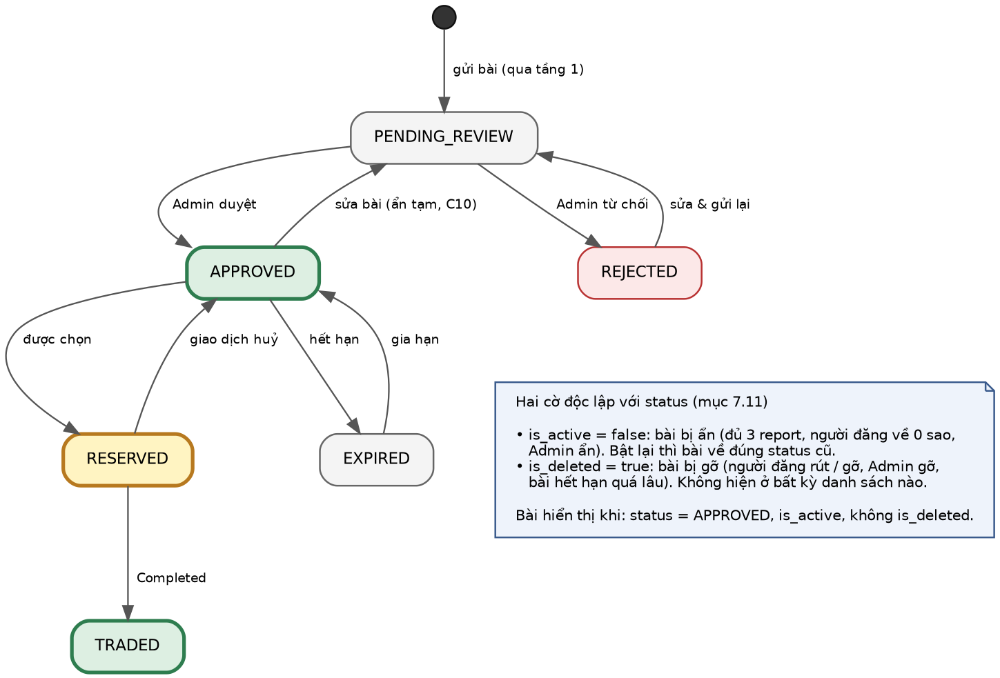 gửi bài (qua tầng 1)
PENDING_REVIEW
Admin duyệt
sửa bài (ẩn tạm, C10)
Admin từ chối
sửa & gửi lại
APPROVED
REJECTED
được chọn
giao dịch huỷ
hết hạn
gia hạn
Hai cờ độc lập với status (mục 7.11)
• is_active = false: bài bị ẩn (đủ 3 report, người đăng về 0 sao,
Admin ẩn). Bật lại thì bài về đúng status cũ.
• is_deleted = true: bài bị gỡ (người đăng rút / gỡ, Admin gỡ,
bài hết hạn quá lâu). Không hiện ở bất kỳ danh sách nào.
Bài hiển thị khi: status = APPROVED, is_active, không is_deleted.
RESERVED
EXPIRED
Completed
TRADED